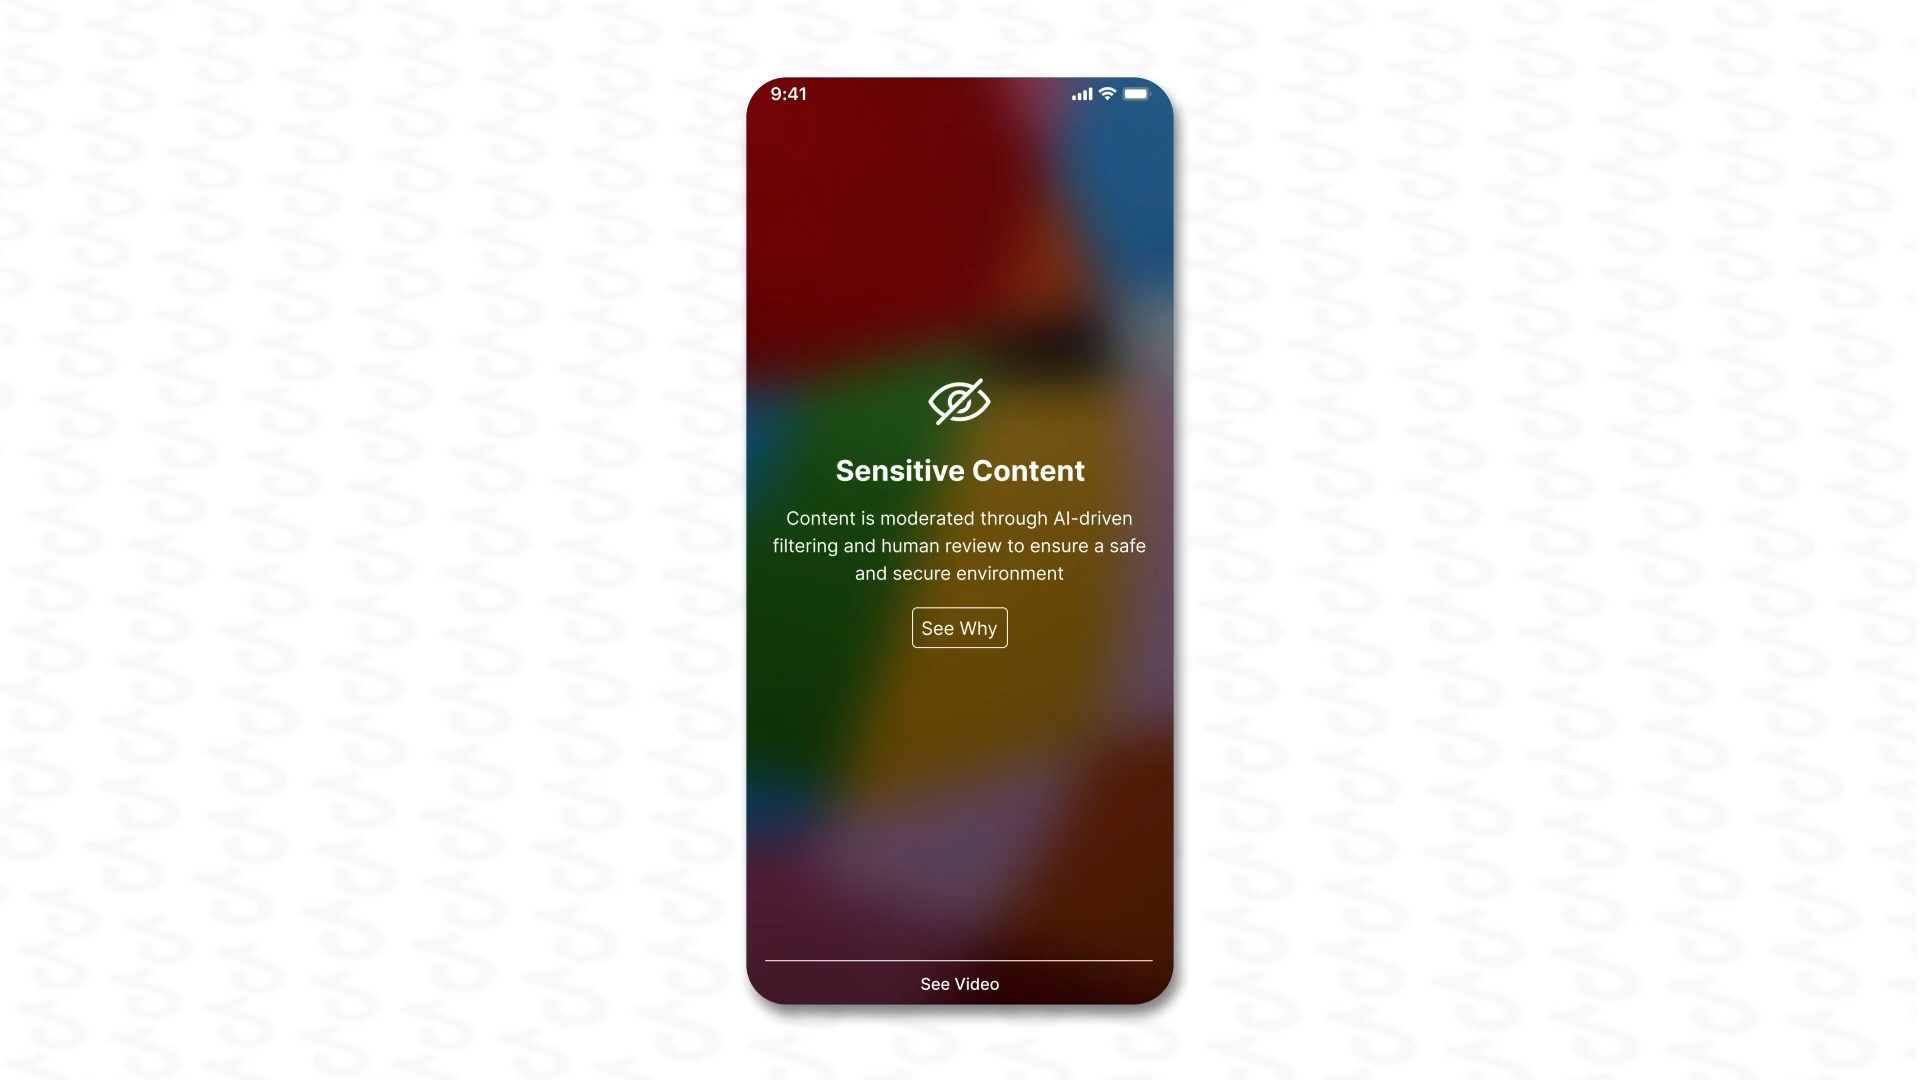 9:41
Sensitive Content
Content is moderated through AI-driven
filtering and human review to ensure a safe
and secure environment
See Why
See Video